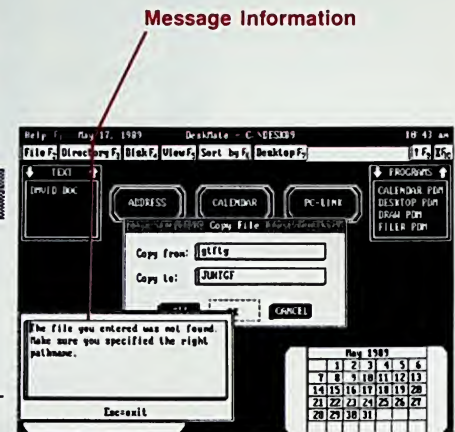 Message Information
Help F1 May 17, 1989 DeskMate - C:\DESK89 10:43 am
File F2 Directory F3 Disk F4 View F5 Sort by F6 Desktop F7
TEXT
DAVID DOC
ADDRESS
CALENDAR
PC-LINK
PROGRAMS
CALENDAR PDM
DESKTOP PDM
DRAW PDM
FILER PDM
Copy File
Copy from: gtftg
Copy to: JUNIGF
CANCEL
The file you entered was not found.
Make sure you specified the right
pathname.
Esc=exit
May 1989
1 2 3 4 5 6
7 8 9 10 11 12 13
14 15 16 17 18 19 20
21 22 23 24 25 26 27
28 29 30 31